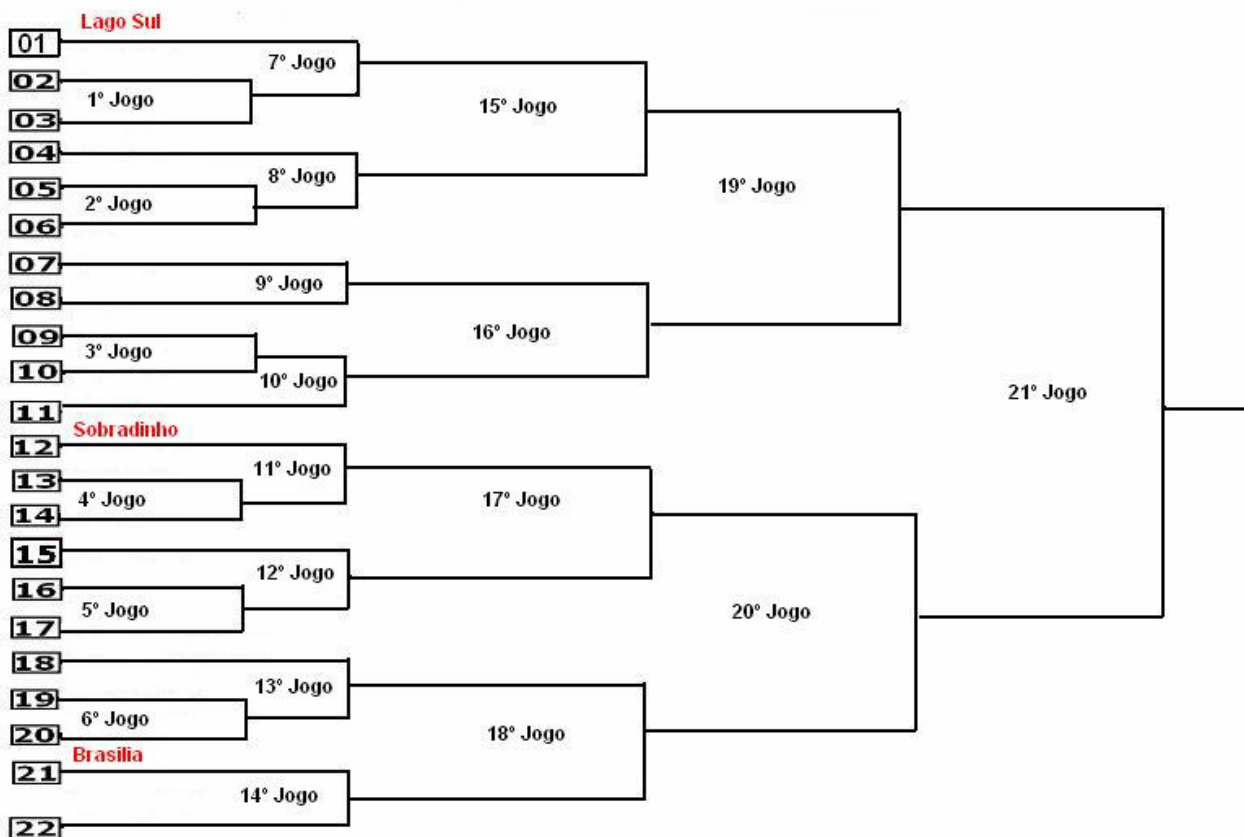 Lago Sul
01
7º Jogo
02
1º Jogo
15º Jogo
03
04
8º Jogo
05
19º Jogo
2º Jogo
06
07
9º Jogo
08
16º Jogo
09
3º Jogo
10
10º Jogo
21º Jogo
11
Sobradinho
12
11º Jogo
13
4º Jogo
17º Jogo
14
15
12º Jogo
16
5º Jogo
20º Jogo
17
18
13º Jogo
19
6º Jogo
18º Jogo
20
Brasilia
21
14º Jogo
22